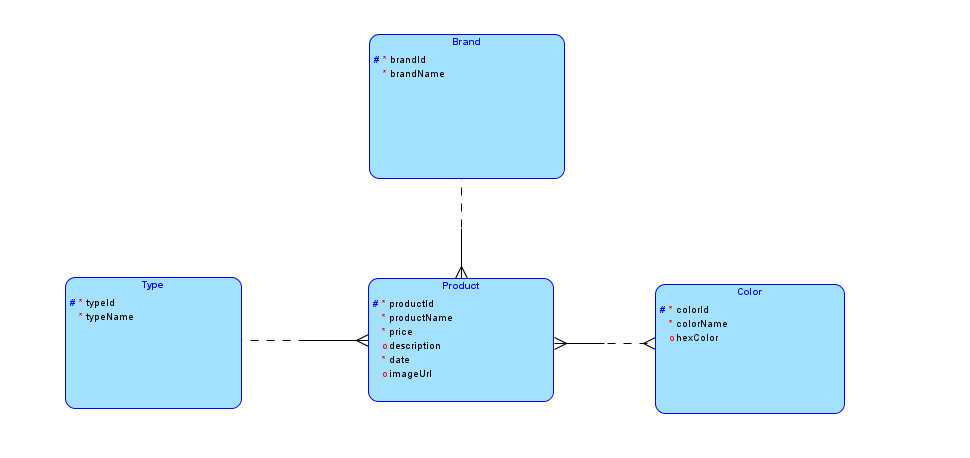 Brand
# * brandId
* brandName
Type
# * typeId
* typeName
Product
# * productId
* productName
* price
o description
* date
o imageUrl
Color
# * colorId
* colorName
o hexColor